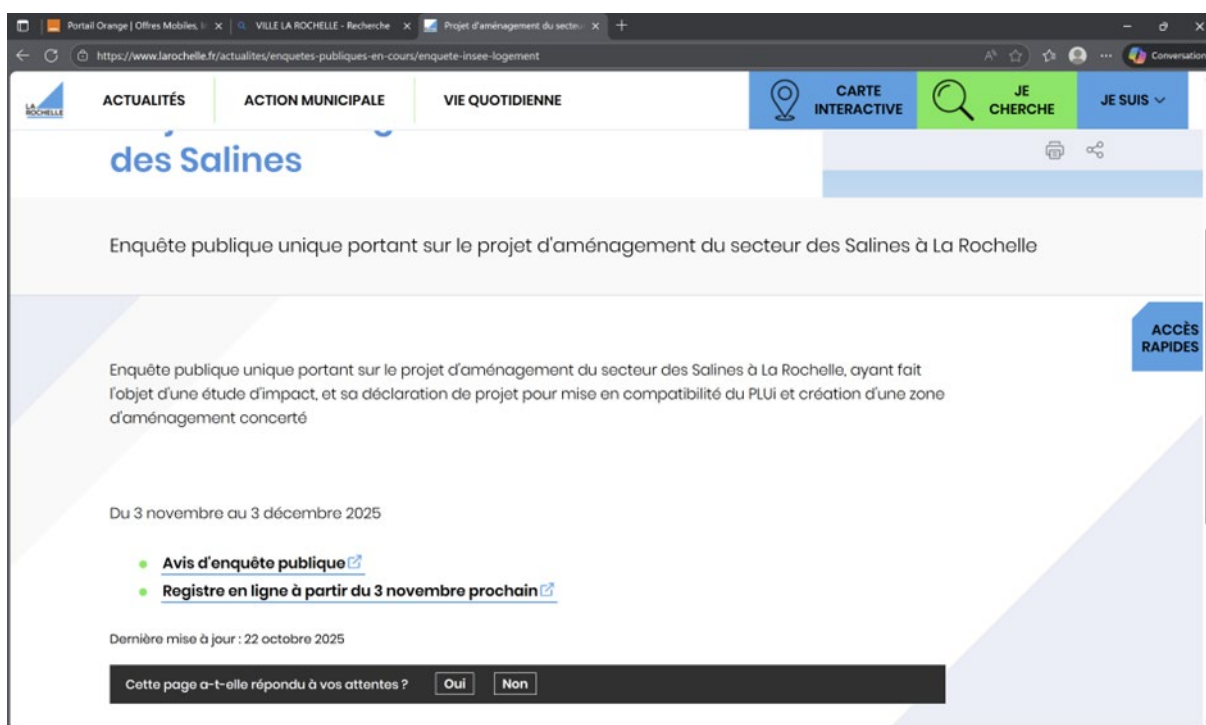 Portail Orange | Offres Mobiles, I
VILLE LA ROCHELLE - Recherche
Projet d'aménagement du secteu
https://www.larochelle.fr/actualites/enquetes-publiques-en-cours/enquete-insee-logement
Conversation
LA ROCHELLE
ACTUALITÉS
ACTION MUNICIPALE
VIE QUOTIDIENNE
CARTE
INTERACTIVE
JE
CHERCHE
JE SUIS
des Salines
Enquête publique unique portant sur le projet d'aménagement du secteur des Salines à La Rochelle
ACCÈS
RAPIDES
Enquête publique unique portant sur le projet d'aménagement du secteur des Salines à La Rochelle, ayant fait
l'objet d'une étude d'impact, et sa déclaration de projet pour mise en compatibilité du PLUi et création d'une zone
d'aménagement concerté
Du 3 novembre au 3 décembre 2025
Avis d'enquête publique
Registre en ligne à partir du 3 novembre prochain
Dernière mise à jour : 22 octobre 2025
Cette page a-t-elle répondu à vos attentes ? Oui Non